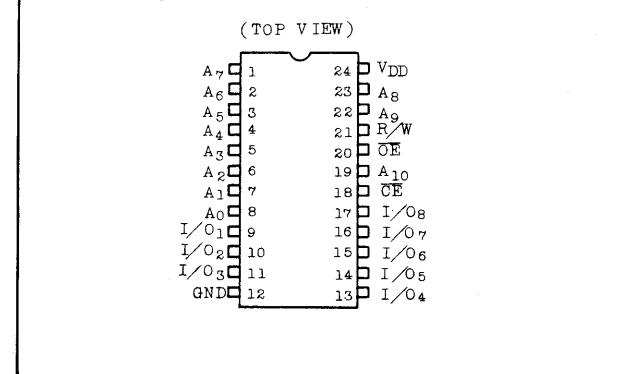 (TOP VIEW)
A7 1 24 VDD
A6 2 23 A8
A5 3 22 A9
A4 4 21 R/W
A3 5 20 O̅E̅
A2 6 19 A10
A1 7 18 C̅E̅
A0 8 17 I/O8
I/O1 9 16 I/O7
I/O2 10 15 I/O6
I/O3 11 14 I/O5
GND 12 13 I/O4